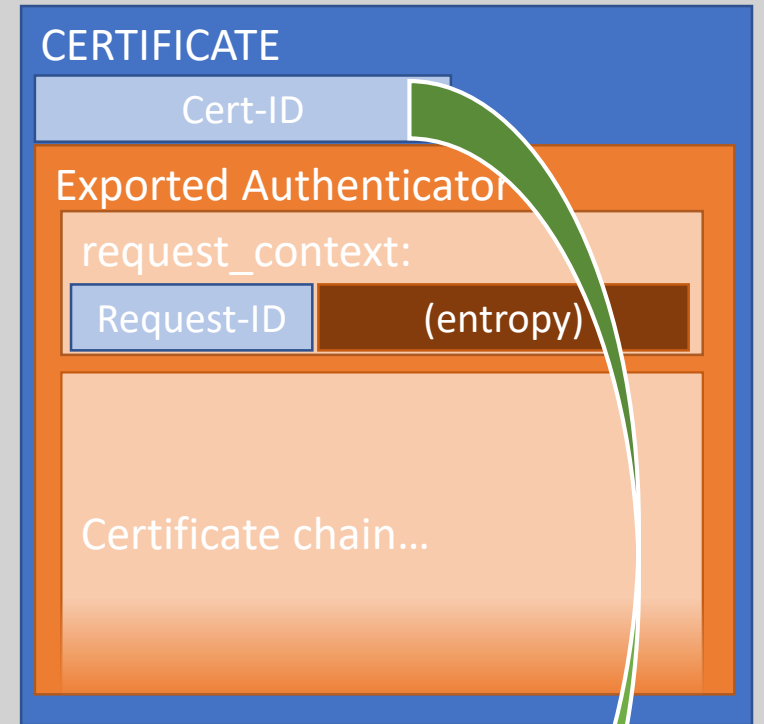 CERTIFICATE
Cert-ID
Exported Authenticator
request_context:
Request-ID
(entropy)
Certificate chain…